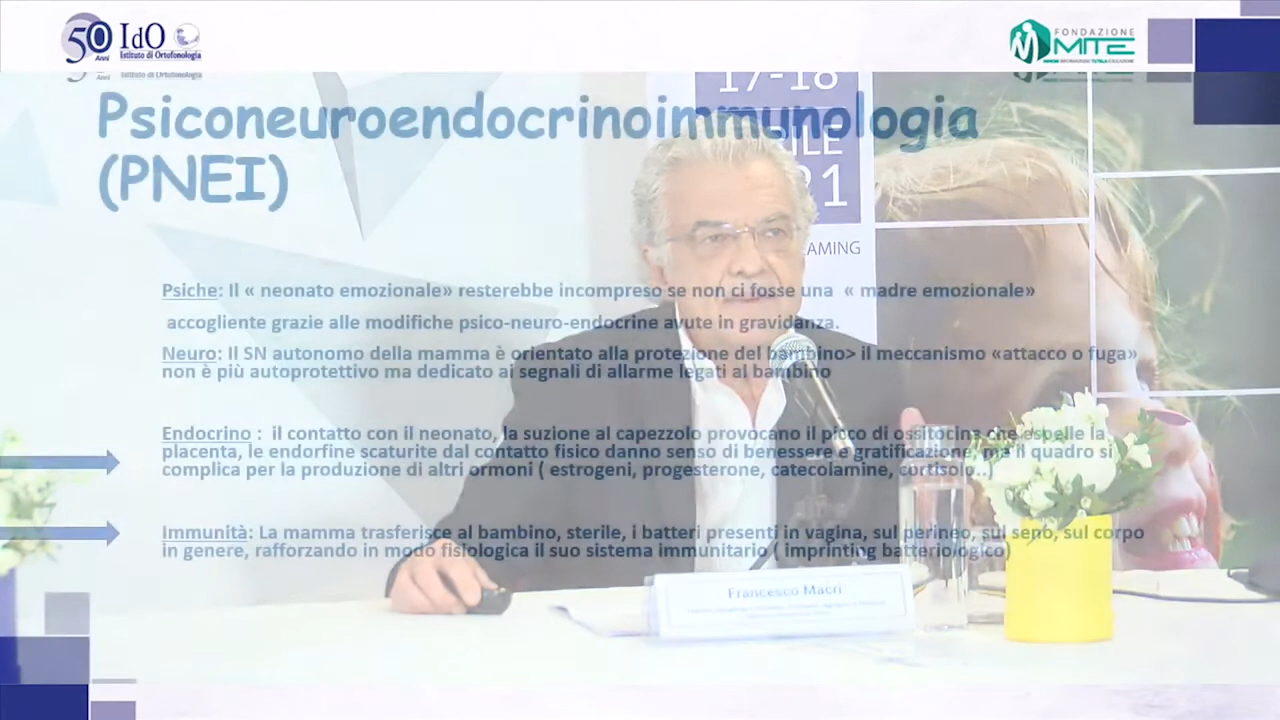 50 IdO
Anni Istituto di Ortofonologia
FONDAZIONE
MITE
17-18
ILE
21
EAMING
Psiconeuroendocrinoimmunologia
(PNEI)
Psiche: Il « neonato emozionale» resterebbe incompreso se non ci fosse una « madre emozionale»
accogliente grazie alle modifiche psico-neuro-endocrine avute in gravidanza.
Neuro: Il SN autonomo della mamma è orientato alla protezione del bambino> il meccanismo «attacco o fuga»
non è più autoprotettivo ma dedicato ai segnali di allarme legati al bambino
Endocrino : il contatto con il neonato, la suzione al capezzolo provocano il picco di ossitocina che espelle la
placenta, le endorfine scaturite dal contatto fisico danno senso di benessere e gratificazione, ma il quadro si
complica per la produzione di altri ormoni ( estrogeni, progesterone, catecolamine, cortisolo..)
Immunità: La mamma trasferisce al bambino, sterile, i batteri presenti in vagina, sul perineo, sul seno, sul corpo
in genere, rafforzando in modo fisiologica il suo sistema immunitario ( imprinting batteriologico)
Francesco Macrì